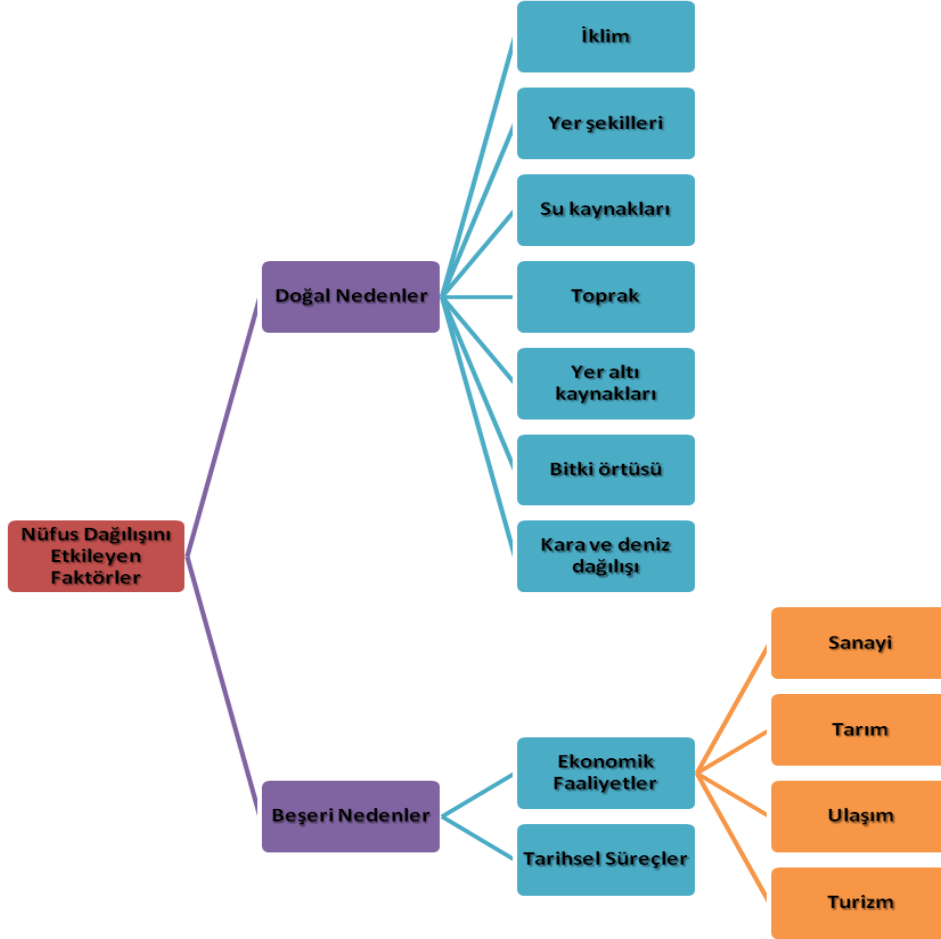 İklim
Yer şekilleri
Su kaynakları
Doğal Nedenler
Toprak
Yer altı
kaynakları
Bitki örtüsü
Kara ve deniz
dağılışı
Nüfus Dağılışını
Etkileyen
Faktörler
Sanayi
Tarım
Ekonomik
Faaliyetler
Beşeri Nedenler
Ulaşım
Tarihsel Süreçler
Turizm